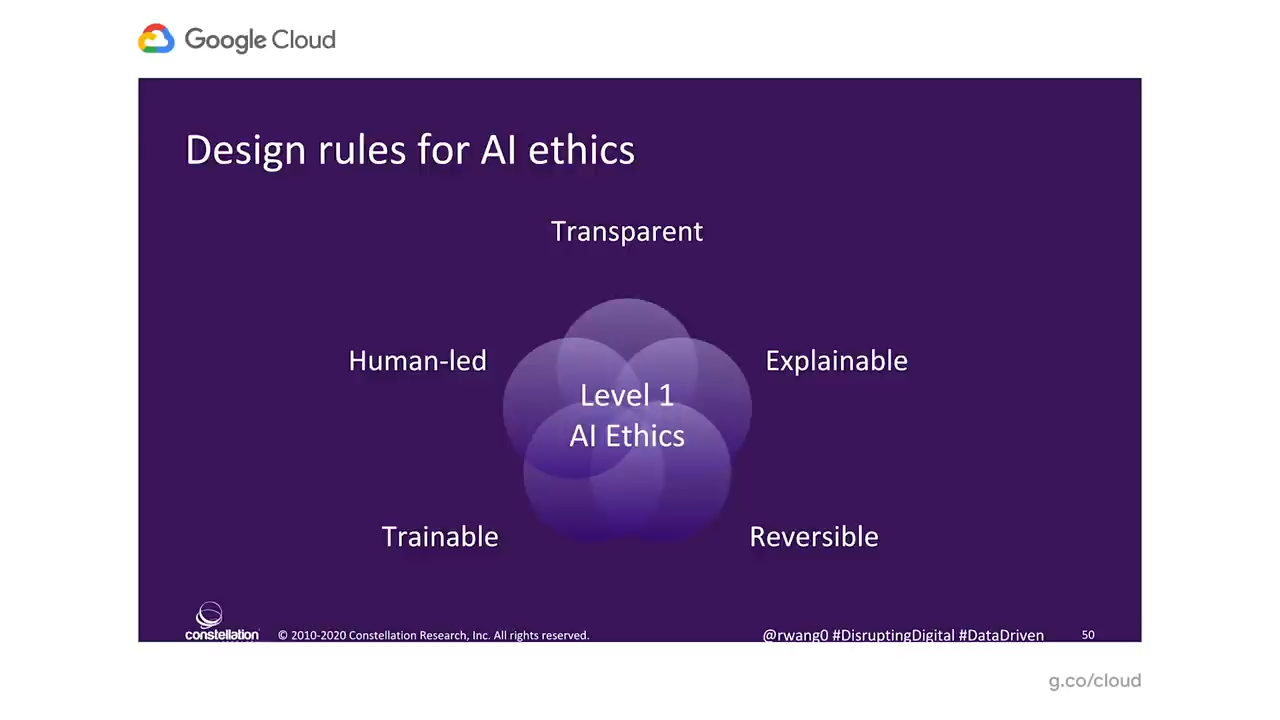 Google Cloud
Design rules for AI ethics
Transparent
Human-led
Explainable
Level 1
AI Ethics
Trainable
Reversible
constellation
© 2010-2020 Constellation Research, Inc. All rights reserved.
@rwang0 #DisruptingDigital #DataDriven
50
g.co/cloud